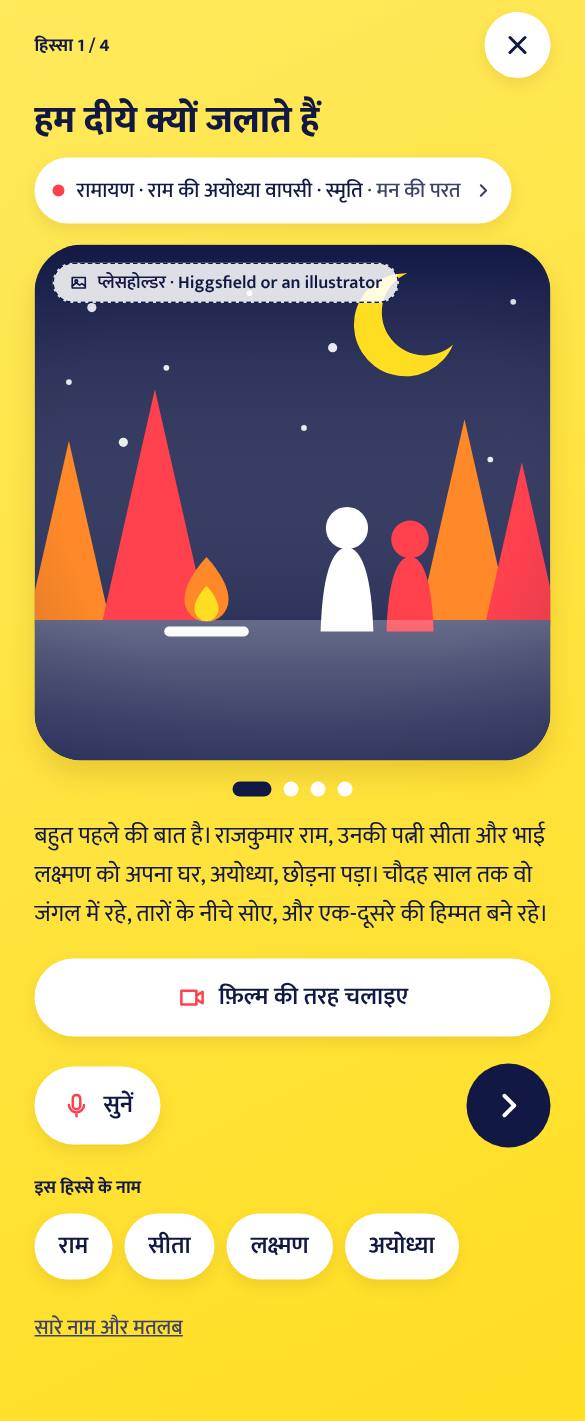 हिस्सा 1 / 4
हम दीये क्यों जलाते हैं
रामायण · राम की अयोध्या वापसी · स्मृति · मन की परत
प्लेसहोल्डर · Higgsfield or an illustrator
बहुत पहले की बात है। राजकुमार राम, उनकी पत्नी सीता और भाई
लक्ष्मण को अपना घर, अयोध्या, छोड़ना पड़ा। चौदह साल तक वो
जंगल में रहे, तारों के नीचे सोए, और एक-दूसरे की हिम्मत बने रहे।
फ़िल्म की तरह चलाइए
सुनें
इस हिस्से के नाम
राम
सीता
लक्ष्मण
अयोध्या
सारे नाम और मतलब